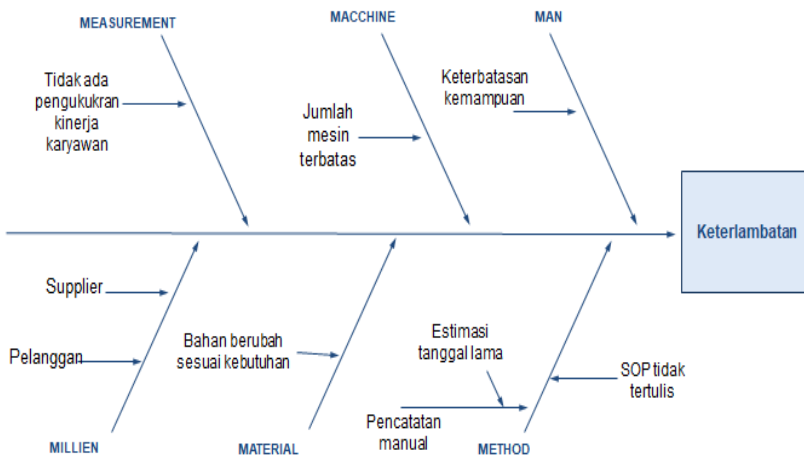 MEASUREMENT
MACCHINE
MAN
Tidak ada
pengukukran
kinerja
karyawan
Jumlah
mesin
terbatas
Keterbatasan
kemampuan
Keterlambatan
Supplier
Pelanggan
Bahan berubah
sesuai kebutuhan
Estimasi
tanggal lama
Pencatatan
manual
SOP tidak
tertulis
MILLIEN
MATERIAL
METHOD